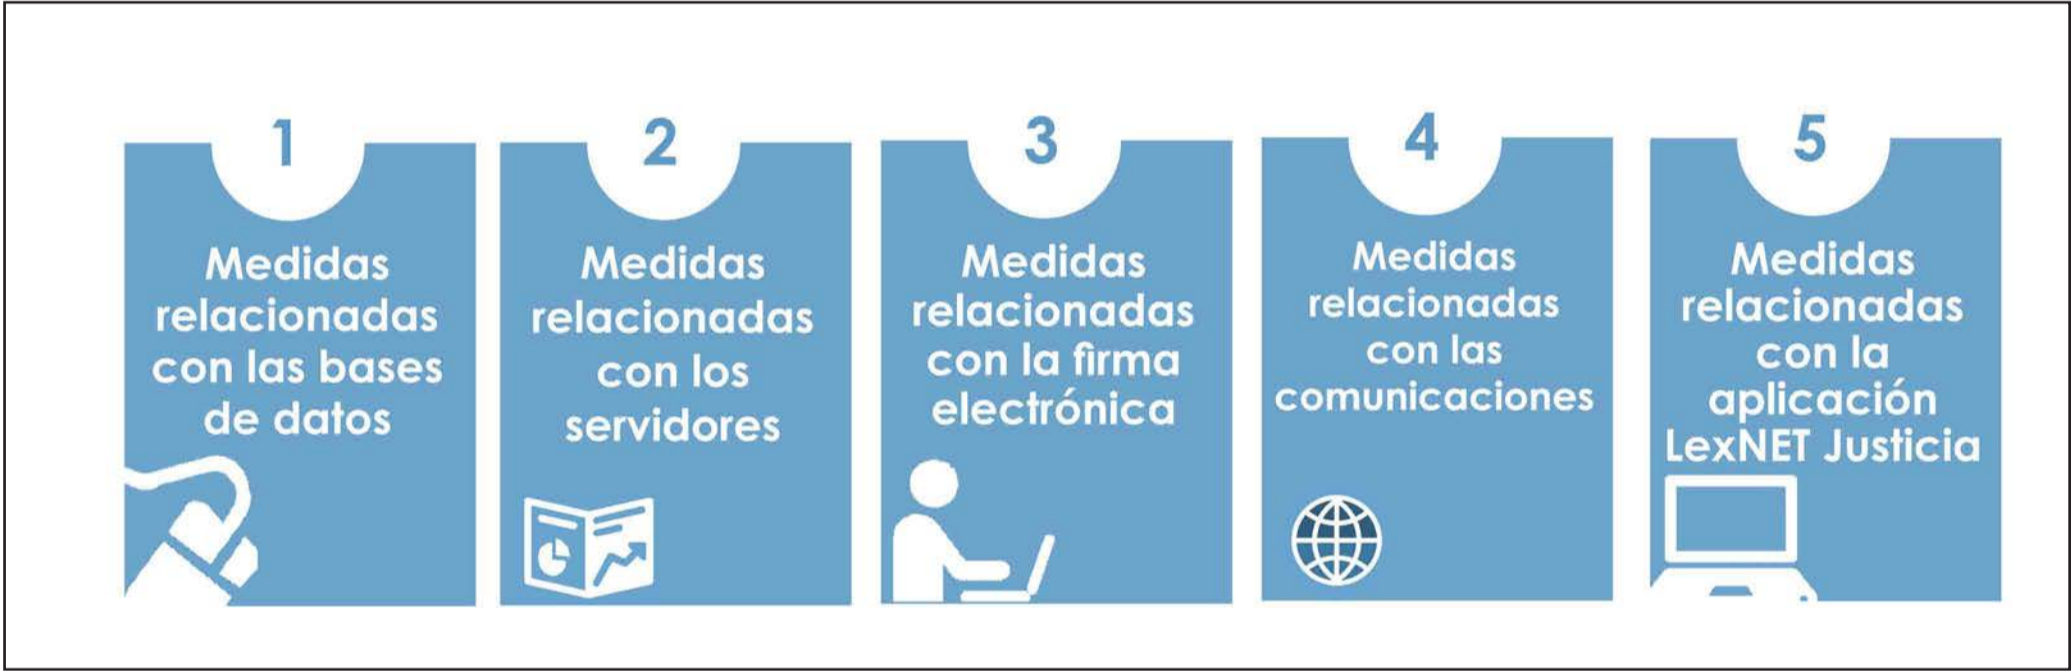 1
Medidas
relacionadas
con las bases
de datos
2
Medidas
relacionadas
con los
servidores
3
Medidas
relacionadas
con la firma
electrónica
4
Medidas
relacionadas
con las
comunicaciones
5
Medidas
relacionadas
con la
aplicación
LexNET Justicia